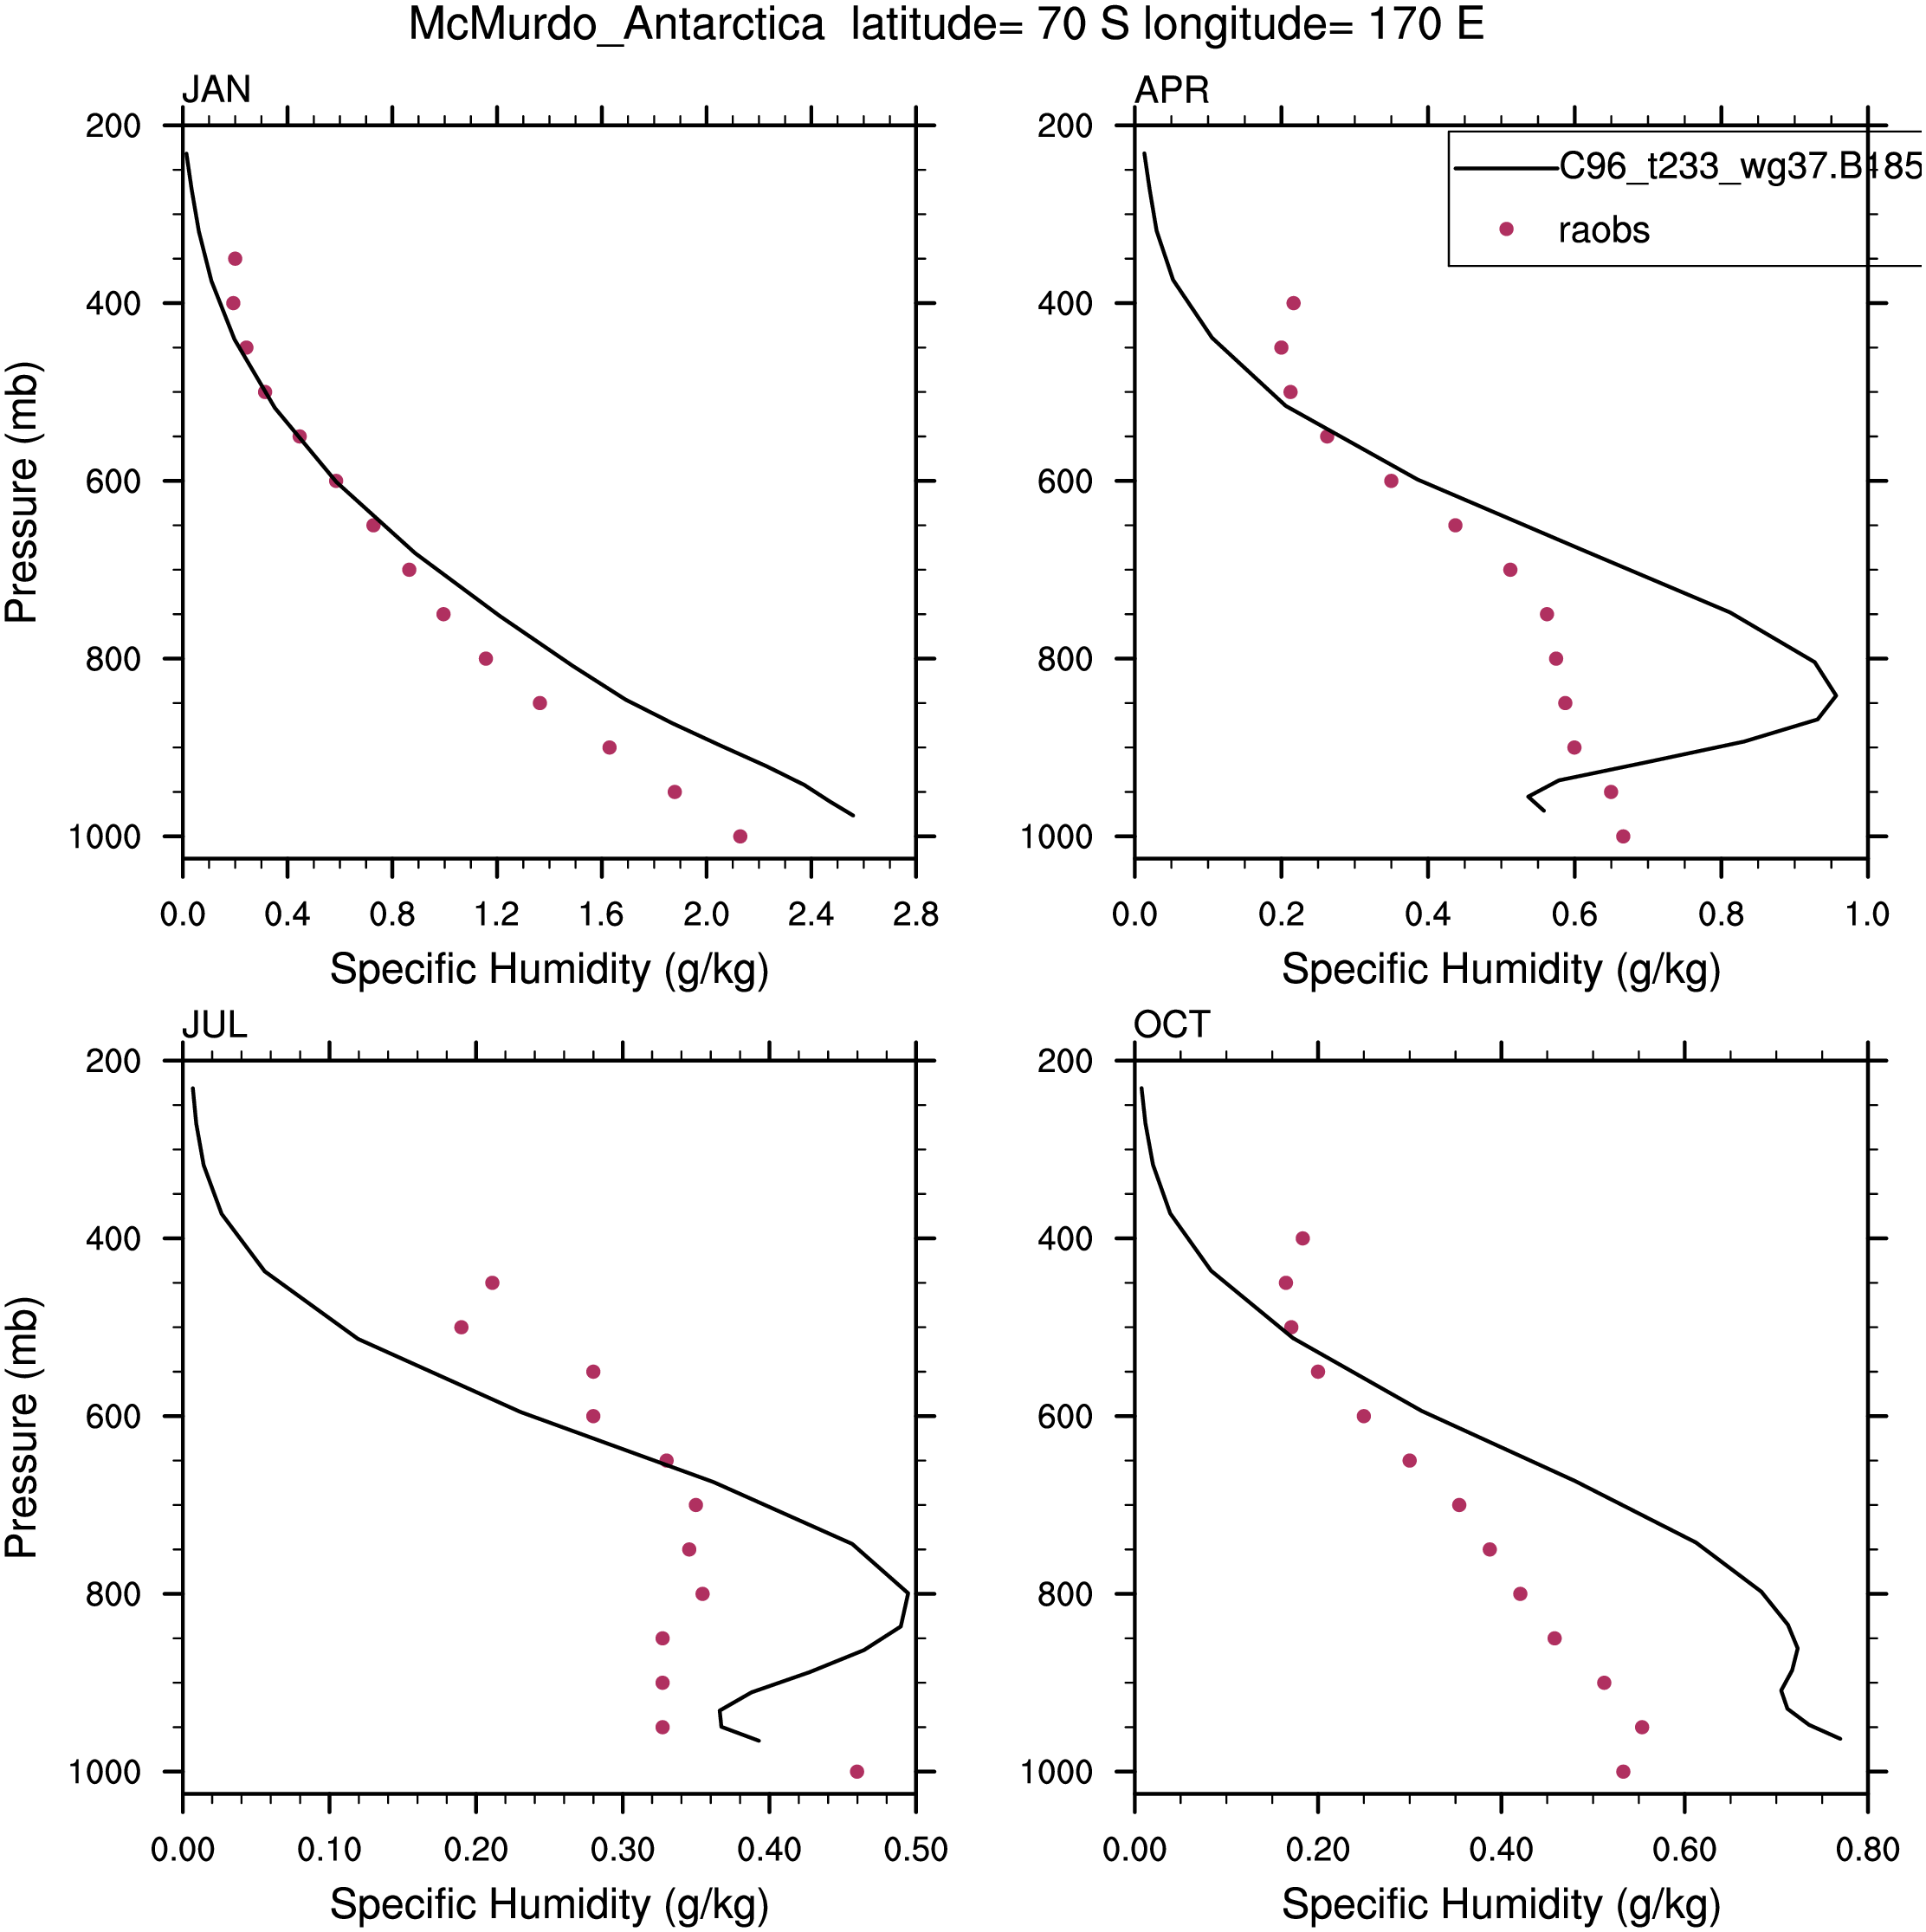 McMurdo_Antarctica latitude= 70 S longitude= 170 E
JAN
200
400
600
800
1000
Pressure (mb)
0.0 0.4 0.8 1.2 1.6 2.0 2.4 2.8
Specific Humidity (g/kg)
APR
200
400
600
800
1000
C96_t233_wg37.B185
raobs
0.0 0.2 0.4 0.6 0.8 1.0
Specific Humidity (g/kg)
JUL
200
400
600
800
1000
Pressure (mb)
0.00 0.10 0.20 0.30 0.40 0.50
Specific Humidity (g/kg)
OCT
200
400
600
800
1000
0.00 0.20 0.40 0.60 0.80
Specific Humidity (g/kg)